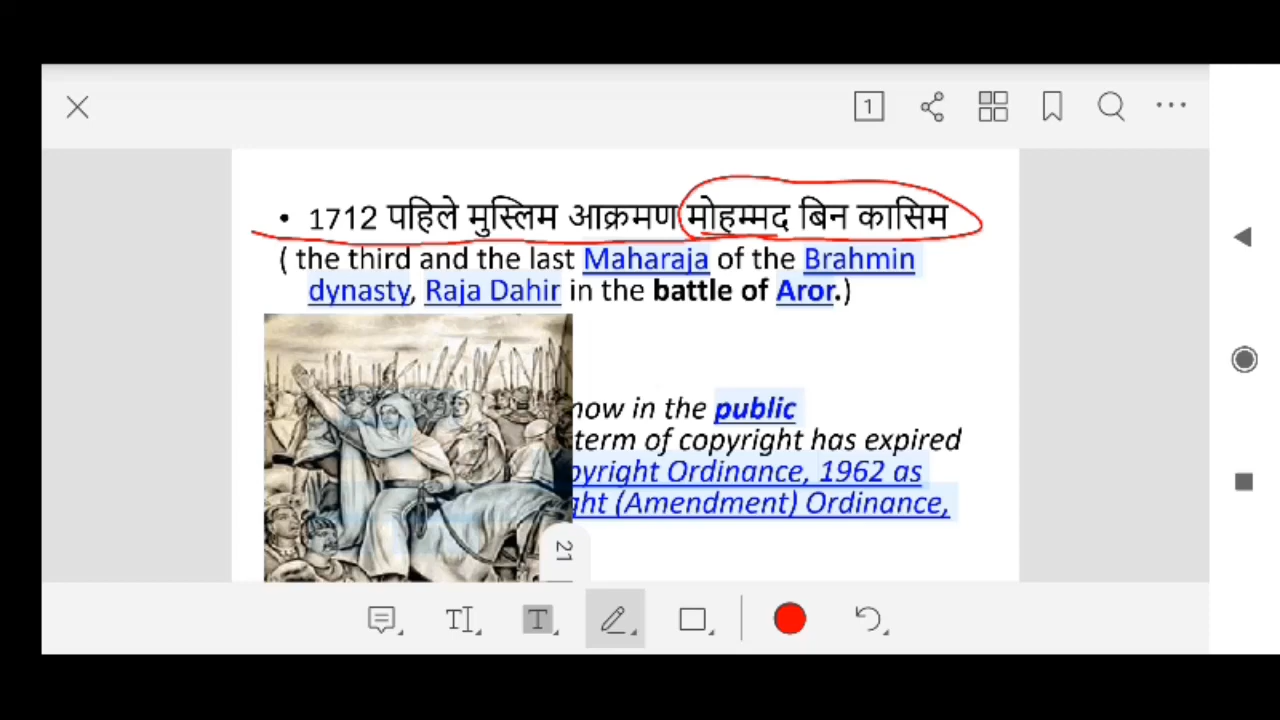 1
• 1712 पहिले मुस्लिम आक्रमण मोहम्मद बिन कासिम
( the third and the last Maharaja of the Brahmin
dynasty, Raja Dahir in the battle of Aror.)
now in the public
term of copyright has expired
pyright Ordinance, 1962 as
ght (Amendment) Ordinance,
21
TI
T